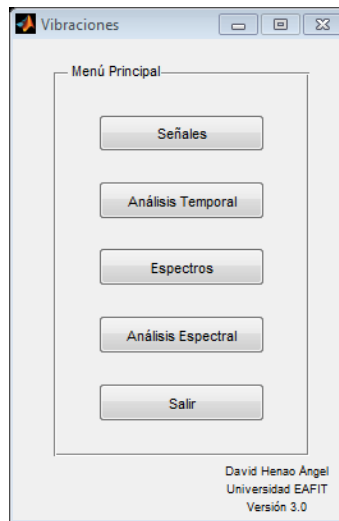 Vibraciones
Menú Principal
Señales
Análisis Temporal
Espectros
Análisis Espectral
Salir
David Henao Ángel
Universidad EAFIT
Versión 3.0